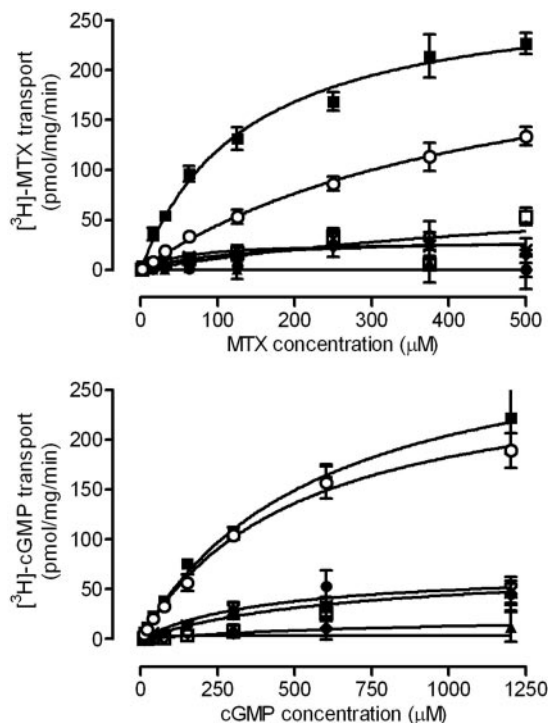 [³H]-MTX transport
(pmol/mg/min)
250
200
150
100
50
0
0 100 200 300 400 500
MTX concentration (μM)
[³H]-cGMP transport
(pmol/mg/min)
250
200
150
100
50
0
0 250 500 750 1000 1250
cGMP concentration (μM)